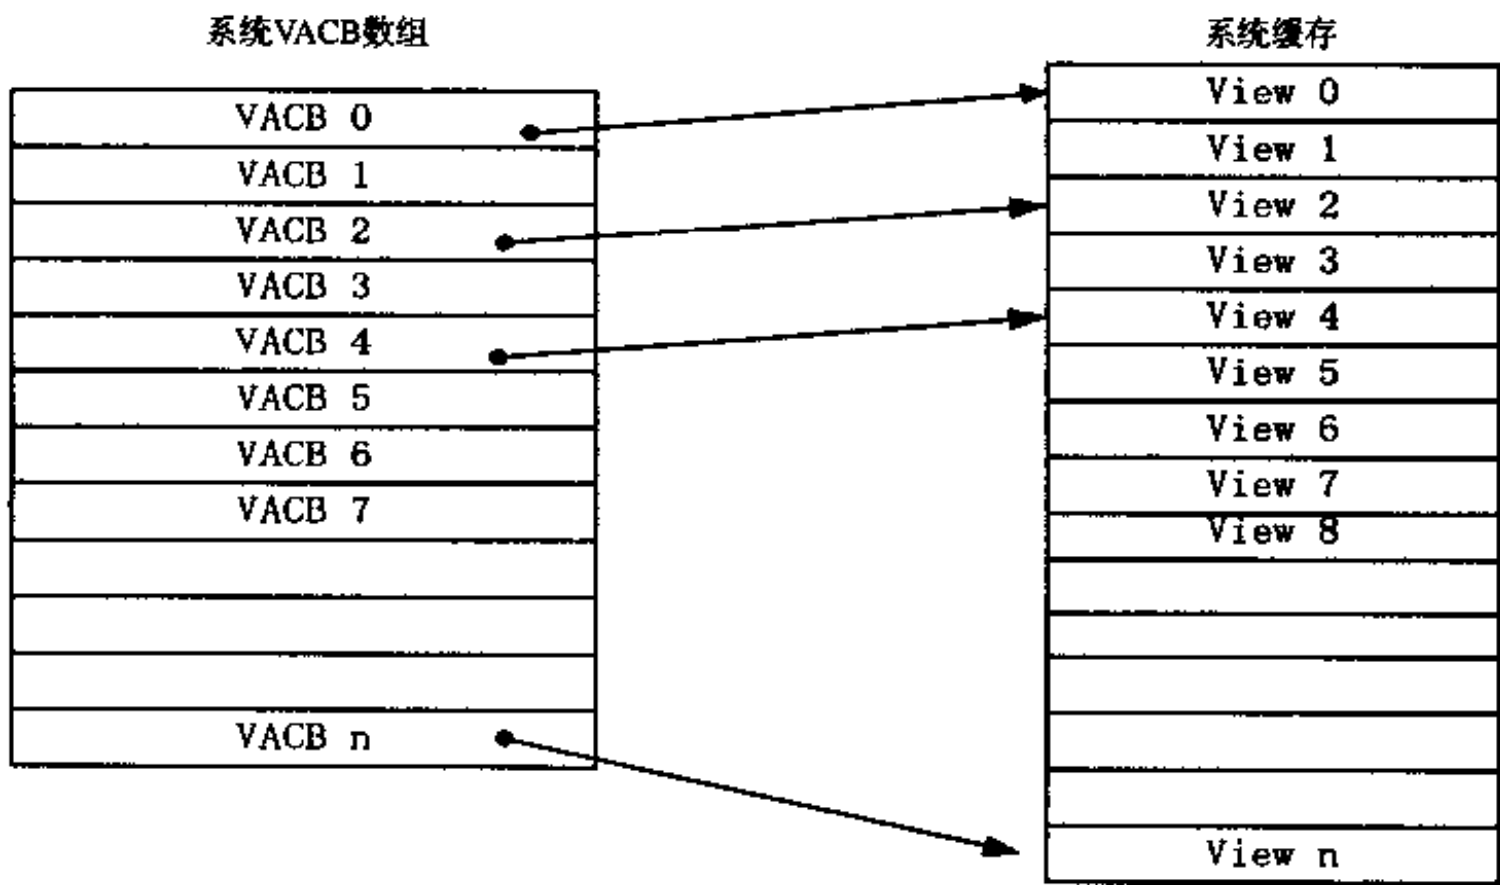 系统VACB数组
VACB 0
VACB 1
VACB 2
VACB 3
VACB 4
VACB 5
VACB 6
VACB 7
VACB n
系统缓存
View 0
View 1
View 2
View 3
View 4
View 5
View 6
View 7
View 8
View n